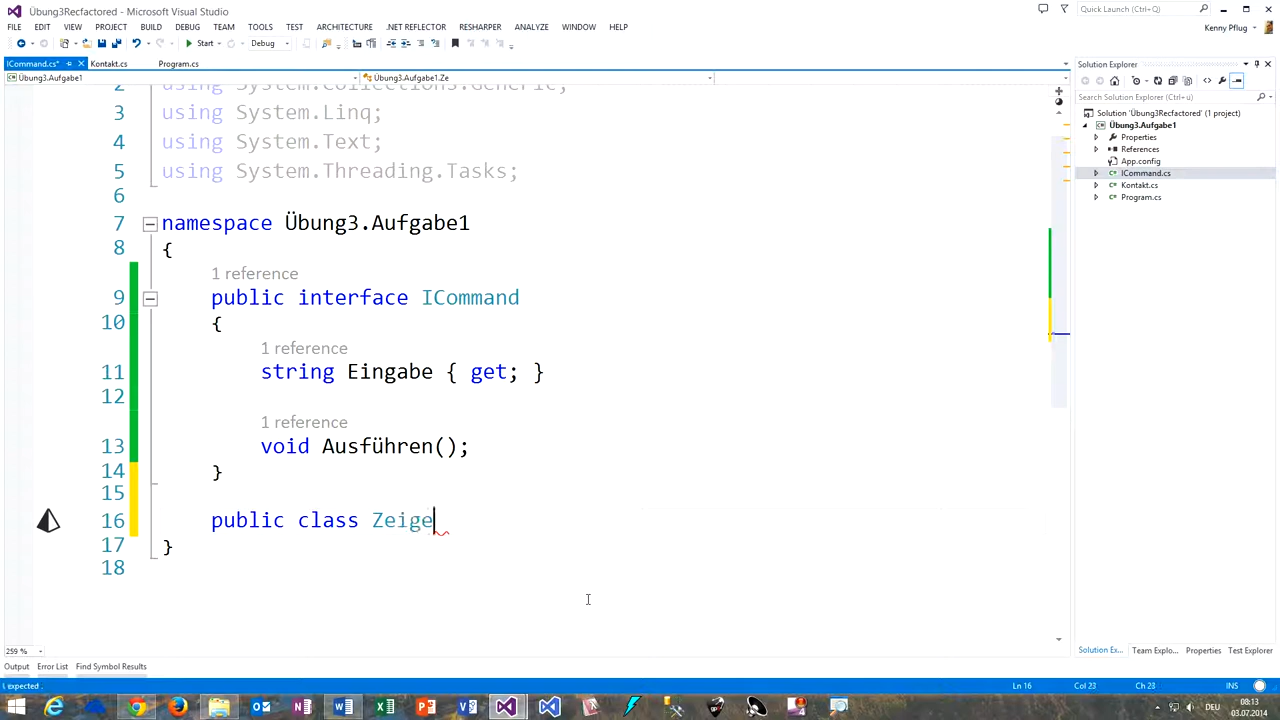 Übung3Recfactored - Microsoft Visual Studio
Quick Launch (Ctrl+Q)
FILE EDIT VIEW PROJECT BUILD DEBUG TEAM TOOLS TEST ARCHITECTURE .NET REFLECTOR RESHARPER ANALYZE WINDOW HELP
Kenny Pflug
Start Debug
ICommand.cs* Kontakt.cs Program.cs
Übung3.Aufgabe1 Übung3.Aufgabe1.Ze
2 using System.Collections.Generic;
3 using System.Linq;
4 using System.Text;
5 using System.Threading.Tasks;
6
7 namespace Übung3.Aufgabe1
8 {
1 reference
9 public interface ICommand
10 {
1 reference
11 string Eingabe { get; }
12
1 reference
13 void Ausführen();
14 }
15
16 public class Zeige
17 }
18
259 %
Solution Explorer
Search Solution Explorer (Ctrl+ü)
Solution 'Übung3Recfactored' (1 project)
Übung3.Aufgabe1
Properties
References
App.config
ICommand.cs
Kontakt.cs
Program.cs
Solution Ex... Team Explo... Properties Test Explorer
Output Error List Find Symbol Results
expected .
Ln 16 Col 23 Ch 23 INS
DEU
08:13
03.07.2014